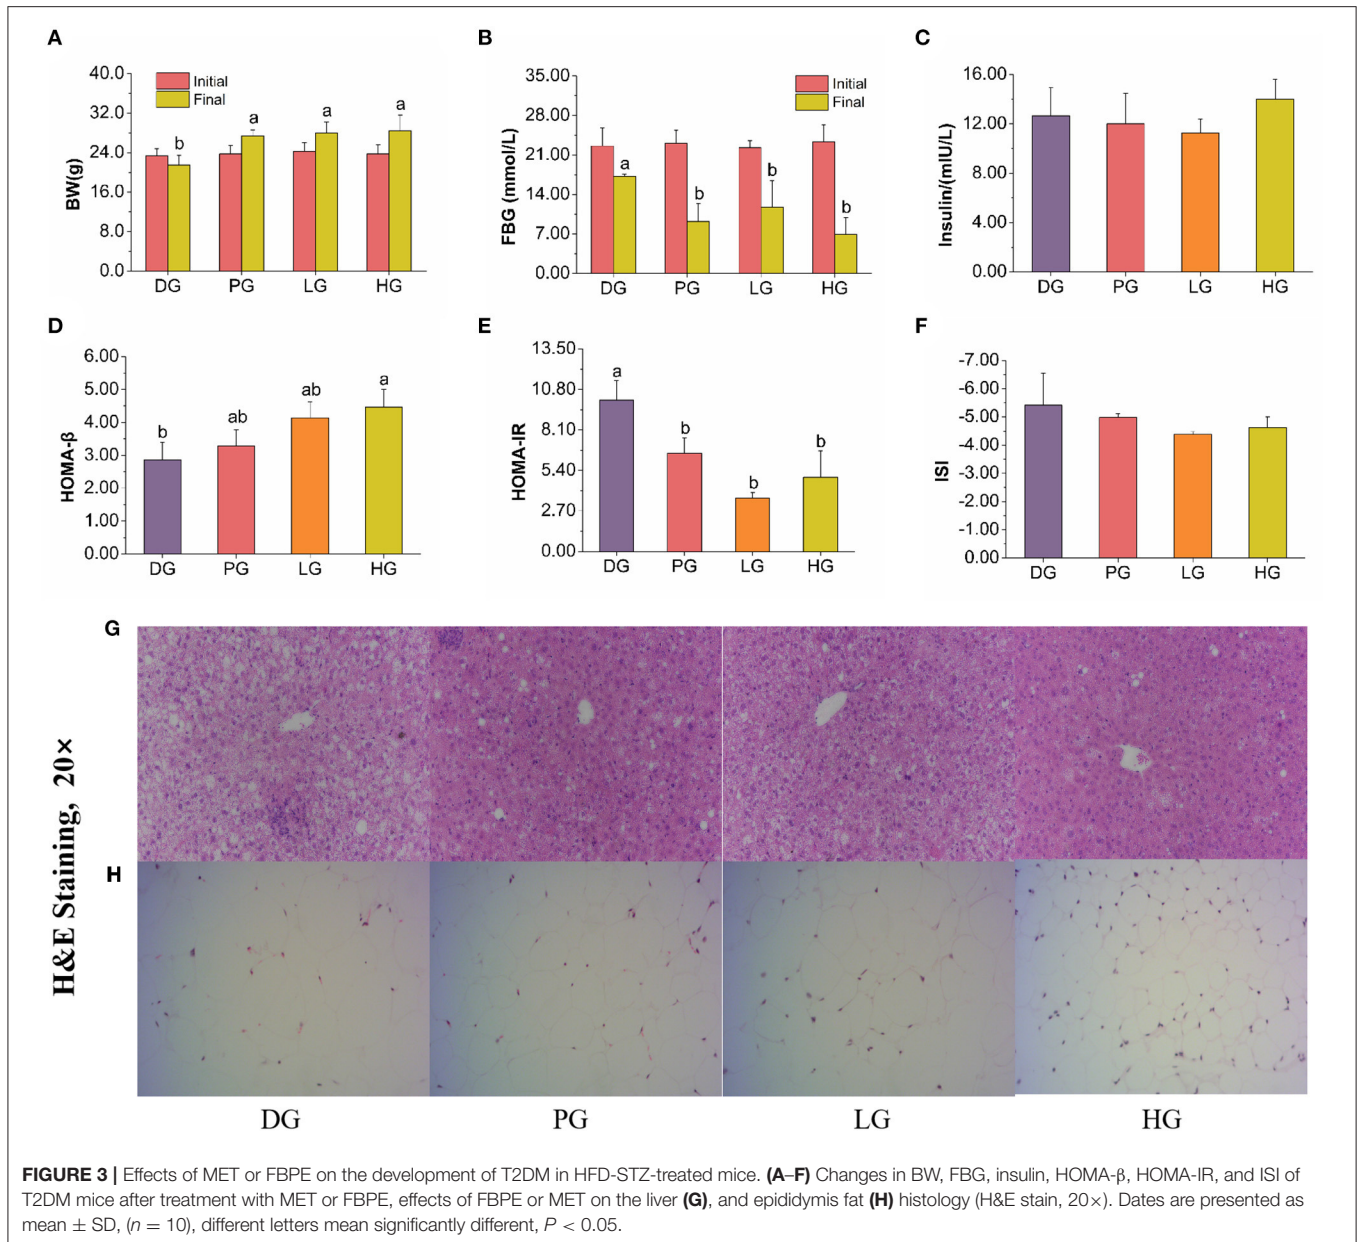 A
40.0
32.0
24.0
16.0
8.0
0.0
BW(g)
Initial
Final
b
a
a
a
DG PG LG HG
B
35.00
28.00
21.00
14.00
7.00
0.00
FBG (mmol/L)
Initial
Final
a
b
b
b
DG PG LG HG
C
16.00
12.00
8.00
4.00
0.00
Insulin/(mIU/L)
DG PG LG HG
D
6.00
5.00
4.00
3.00
2.00
1.00
0.00
HOMA-β
b
ab
ab
a
DG PG LG HG
E
13.50
10.80
8.10
5.40
2.70
0.00
HOMA-IR
a
b
b
b
DG PG LG HG
F
-7.00
-6.00
-5.00
-4.00
-3.00
-2.00
-1.00
0.00
ISI
DG PG LG HG
G
H&E Staining, 20×
H
DG PG LG HG
FIGURE 3 | Effects of MET or FBPE on the development of T2DM in HFD-STZ-treated mice. (A–F) Changes in BW, FBG, insulin, HOMA-β, HOMA-IR, and ISI of
T2DM mice after treatment with MET or FBPE, effects of FBPE or MET on the liver (G), and epididymis fat (H) histology (H&E stain, 20×). Dates are presented as
mean ± SD, (n = 10), different letters mean significantly different, P < 0.05.